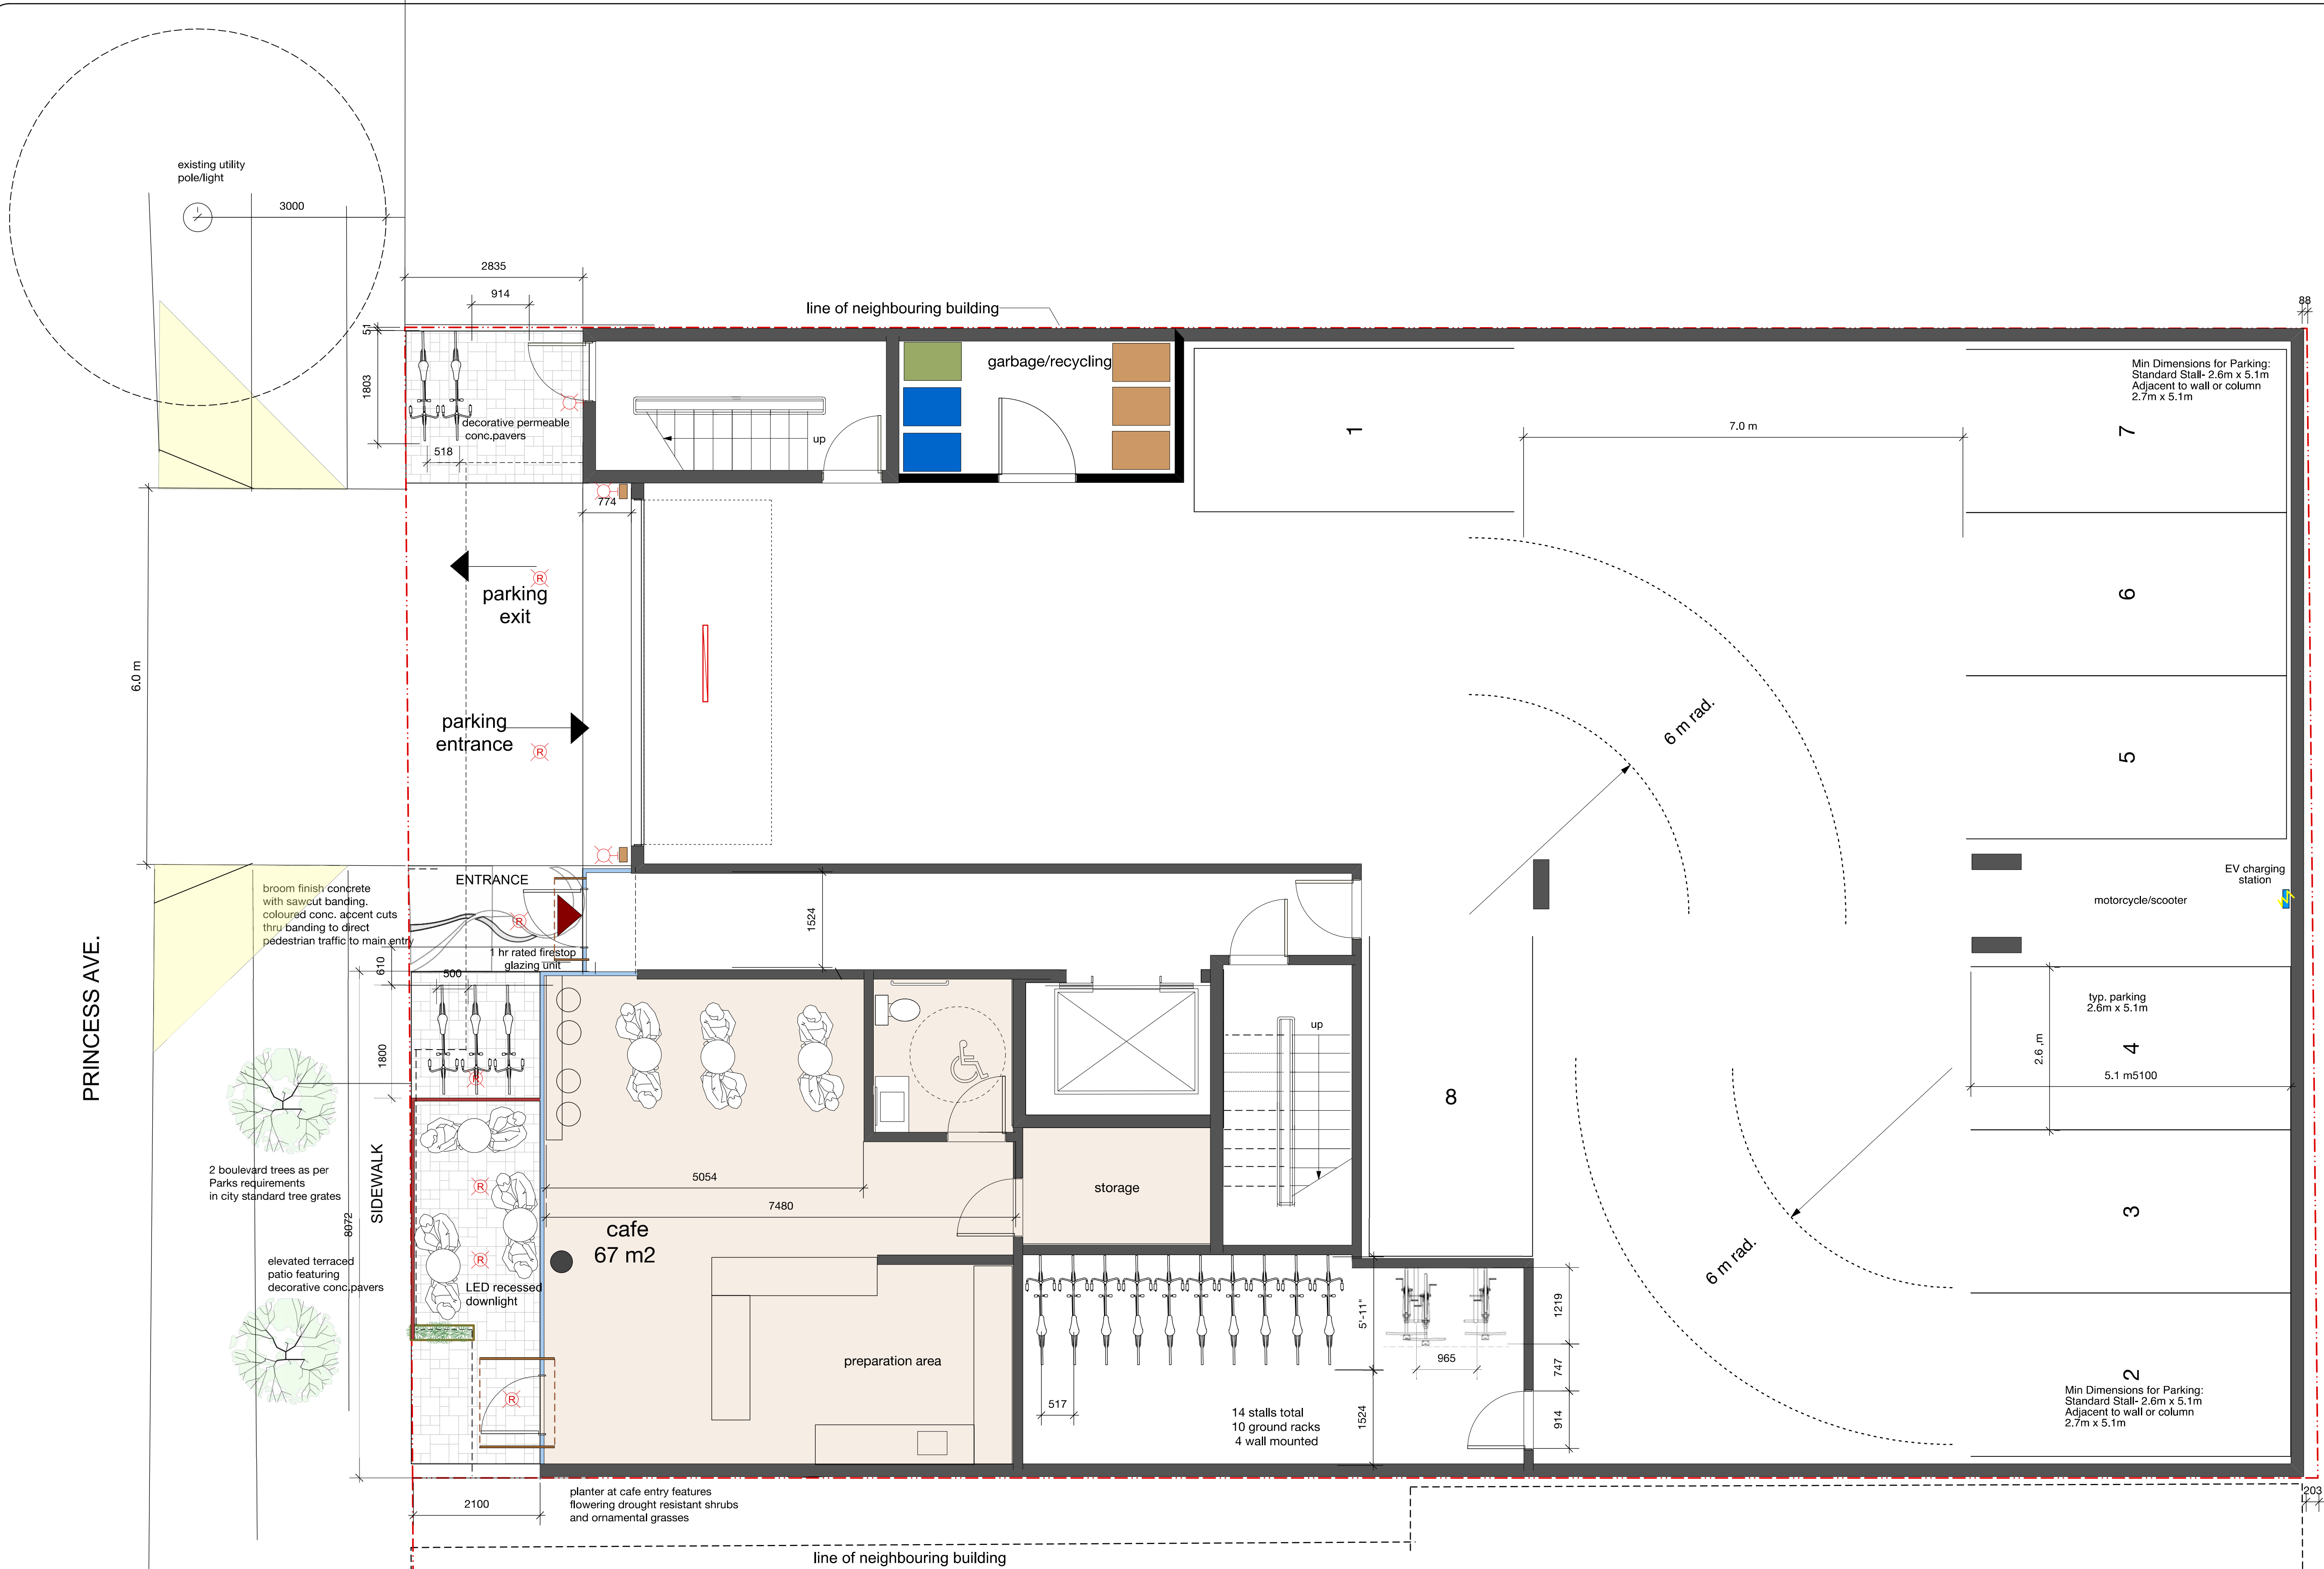 existing utility
pole/light
3000
2835
914
line of neighbouring building
88
51
1803
garbage/recycling
Min Dimensions for Parking:
Standard Stall- 2.6m x 5.1m
Adjacent to wall or column
2.7m x 5.1m
decorative permeable
conc.pavers
518
up
1
7.0 m
7
774
parking
exit
R
6
6.0 m
parking
entrance
R
6 m rad.
5
ENTRANCE
broom finish concrete
with sawcut banding.
coloured conc. accent cuts
thru banding to direct
pedestrian traffic to main entry
R
1524
EV charging
station
motorcycle/scooter
1 hr rated firestop
glazing unit
610
500
PRINCESS AVE.
typ. parking
2.6m x 5.1m
up
1800
R
2.6 ,m
4
5.1 m5100
8
2 boulevard trees as per
Parks requirements
in city standard tree grates
SIDEWALK
8072
R
5054
storage
7480
3
cafe
67 m2
R
6 m rad.
elevated terraced
patio featuring
decorative conc.pavers
LED recessed
downlight
5'-11"
1219
preparation area
965
747
2
R
517
1524
914
14 stalls total
10 ground racks
4 wall mounted
Min Dimensions for Parking:
Standard Stall- 2.6m x 5.1m
Adjacent to wall or column
2.7m x 5.1m
2100
planter at cafe entry features
flowering drought resistant shrubs
and ornamental grasses
203
line of neighbouring building